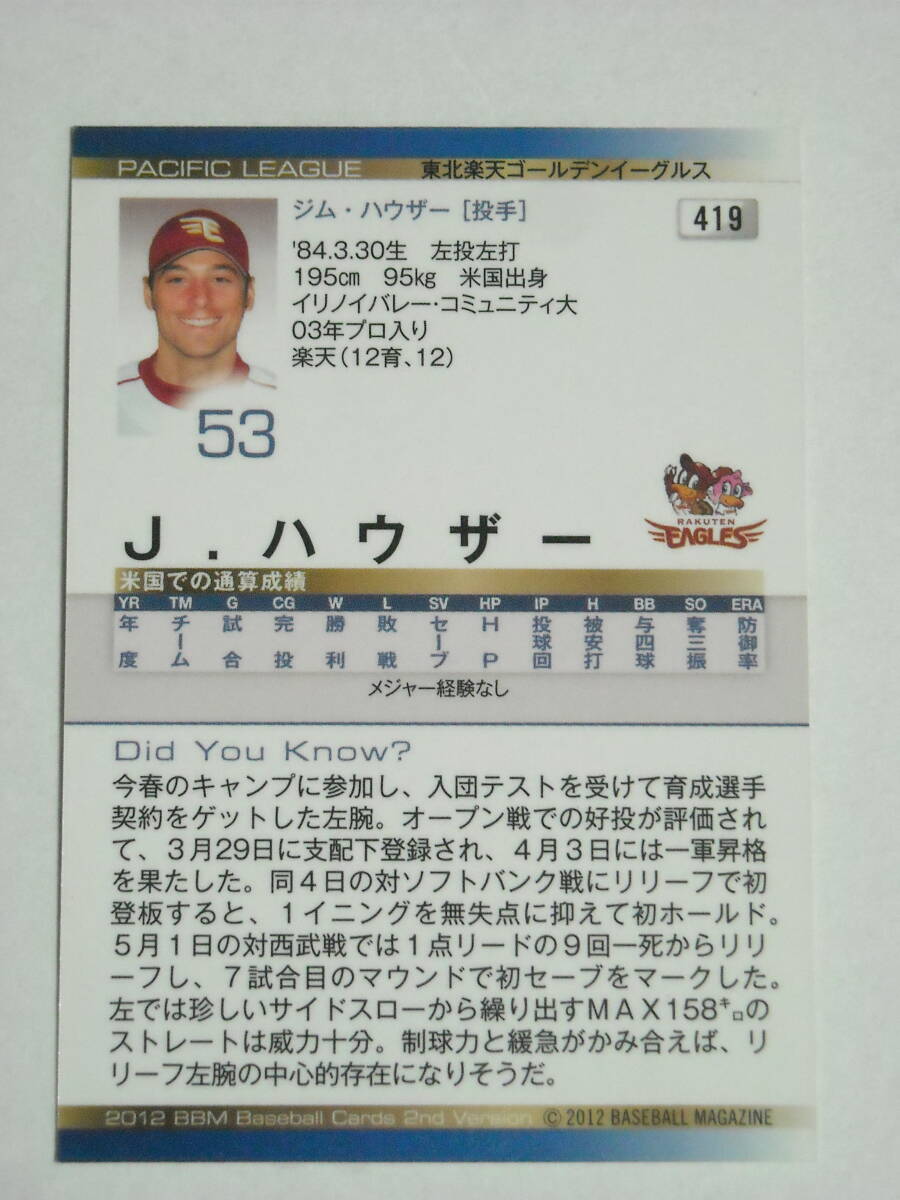 PACIFIC LEAGUE 東北楽天ゴールデンイーグルス
ジム・ハウザー［投手］
419
'84.3.30生 左投左打
195cm 95kg 米国出身
イリノイバレー・コミュニティ大
03年プロ入り
楽天（12育、12）
53
RAKUTEN
EAGLES
J．ハウザー
米国での通算成績
YR TM G CG W L SV HP IP H BB SO ERA
年度 チーム 試合 完投 勝利 敗戦 セーブ HP 投球回 被安打 与四球 奪三振 防御率
メジャー経験なし
Did You Know?
今春のキャンプに参加し、入団テストを受けて育成選手
契約をゲットした左腕。オープン戦での好投が評価され
て、３月29日に支配下登録され、４月３日には一軍昇格
を果たした。同４日の対ソフトバンク戦にリリーフで初
登板すると、１イニングを無失点に抑えて初ホールド。
５月１日の対西武戦では１点リードの９回一死からリリ
ーフし、７試合目のマウンドで初セーブをマークした。
左では珍しいサイドスローから繰り出すＭＡＸ158㌔の
ストレートは威力十分。制球力と緩急がかみ合えば、リ
リーフ左腕の中心的存在になりそうだ。
2012 BBM Baseball Cards 2nd Version © 2012 BASEBALL MAGAZINE